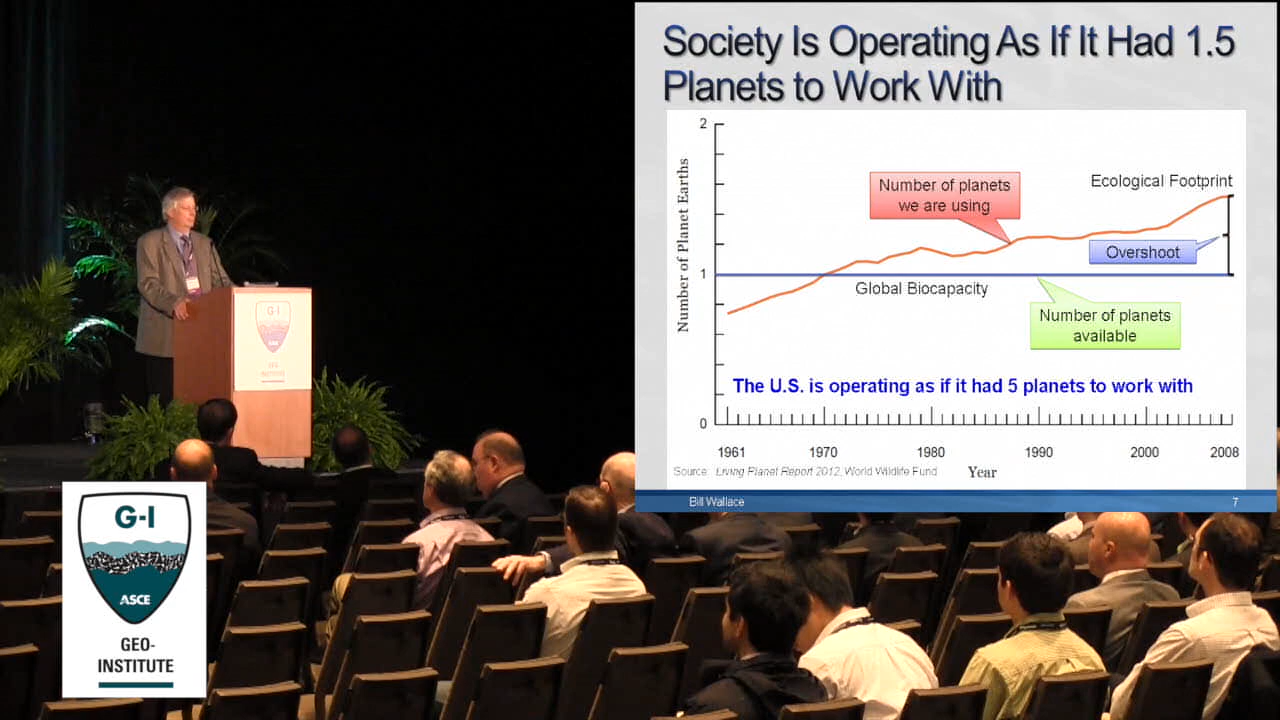 Society Is Operating As If It Had 1.5
Planets to Work With
2
1
0
Number of Planet Earths
Number of planets
we are using
Ecological Footprint
Overshoot
Global Biocapacity
Number of planets
available
The U.S. is operating as if it had 5 planets to work with
1961 1970 1980 1990 2000 2008
Source: Living Planet Report 2012, World Wildlife Fund
Year
Bill Wallace 7
G-I
ASCE
GEO-
INSTITUTE
G-I
ASCE
GEO-
INSTITUTE